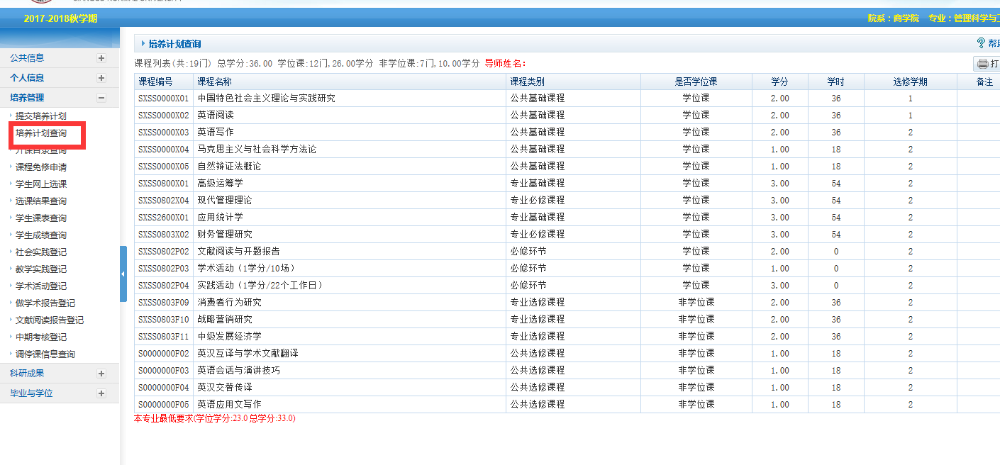 2017-2018秋学期
院系：商学院 专业：管理科学与工
公共信息
个人信息
培养管理
提交培养计划
培养计划查询
开课目录查询
课程免修申请
学生网上选课
选课结果查询
学生课表查询
学生成绩查询
社会实践登记
教学实践登记
学术活动登记
做学术报告登记
文献阅读报告登记
中期考核登记
调停课信息查询
科研成果
毕业与学位
培养计划查询
帮
课程列表(共:19门) 总学分:36.00 学位课:12门,26.00学分 非学位课:7门,10.00学分 导师姓名:
打
课程编号 课程名称 课程类别 是否学位课 学分 学时 选修学期 备注
SXSS0000X01 中国特色社会主义理论与实践研究 公共基础课程 学位课 2.00 36 1
SXSS0000X02 英语阅读 公共基础课程 学位课 2.00 36 1
SXSS0000X03 英语写作 公共基础课程 学位课 2.00 36 2
SXSS0000X04 马克思主义与社会科学方法论 公共基础课程 学位课 1.00 18 2
SXSS0000X05 自然辩证法概论 公共基础课程 学位课 1.00 18 2
SXSS0800X01 高级运筹学 专业基础课程 学位课 3.00 54 2
SXSS0802X04 现代管理理论 专业必修课程 学位课 3.00 54 2
SXSS2600X01 应用统计学 专业基础课程 学位课 3.00 54 2
SXSS0803X02 财务管理研究 专业必修课程 学位课 3.00 54 2
SXSS0802P02 文献阅读与开题报告 必修环节 学位课 2.00 0 2
SXSS0802P03 学术活动（1学分/10场） 必修环节 学位课 1.00 0 2
SXSS0802P04 实践活动（1学分/22个工作日） 必修环节 学位课 3.00 0 2
SXSS0803F09 消费者行为研究 专业选修课程 非学位课 2.00 36 2
SXSS0803F10 战略营销研究 专业选修课程 非学位课 2.00 36 2
SXSS0803F11 中级发展经济学 专业选修课程 非学位课 2.00 36 2
S0000000F02 英汉互译与学术文献翻译 公共选修课程 非学位课 1.00 18 2
S0000000F03 英语会话与演讲技巧 公共选修课程 非学位课 1.00 18 2
S0000000F04 英汉交替传译 公共选修课程 非学位课 1.00 18 2
S0000000F05 英语应用文写作 公共选修课程 非学位课 1.00 18 2
本专业最低要求(学位学分:23.0 总学分:33.0)